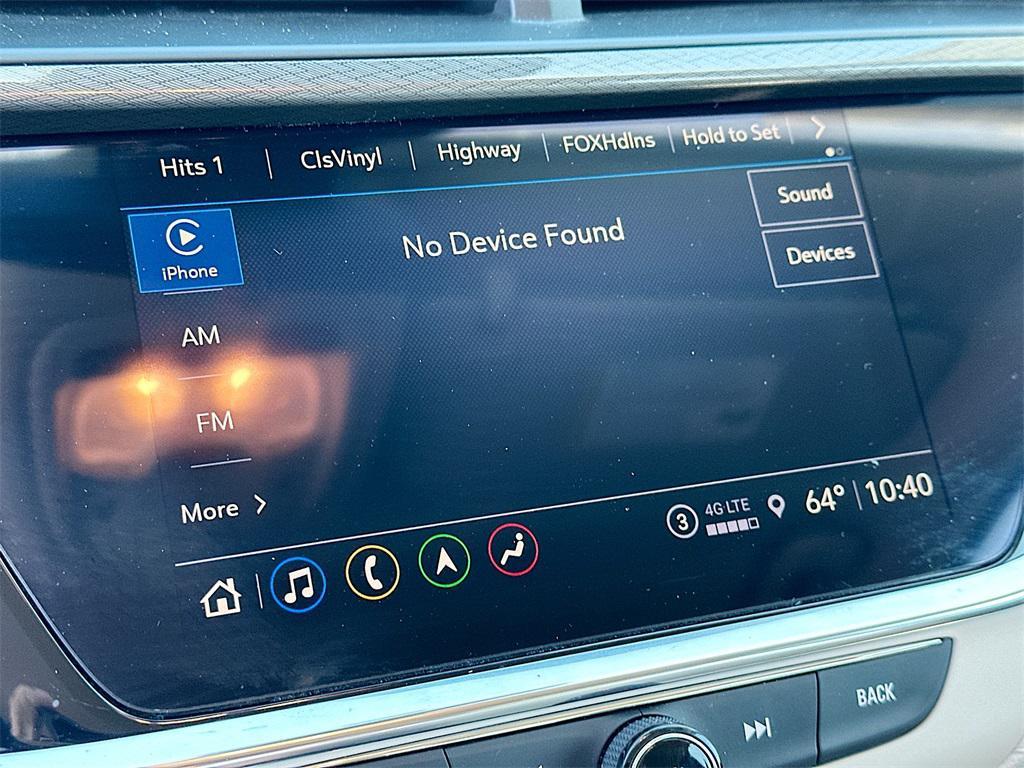 Hits 1
ClsVinyl
Highway
FOXHdlns
Hold to Set
iPhone
No Device Found
Sound
Devices
AM
FM
More
3
4G LTE
64° 10:40
BACK